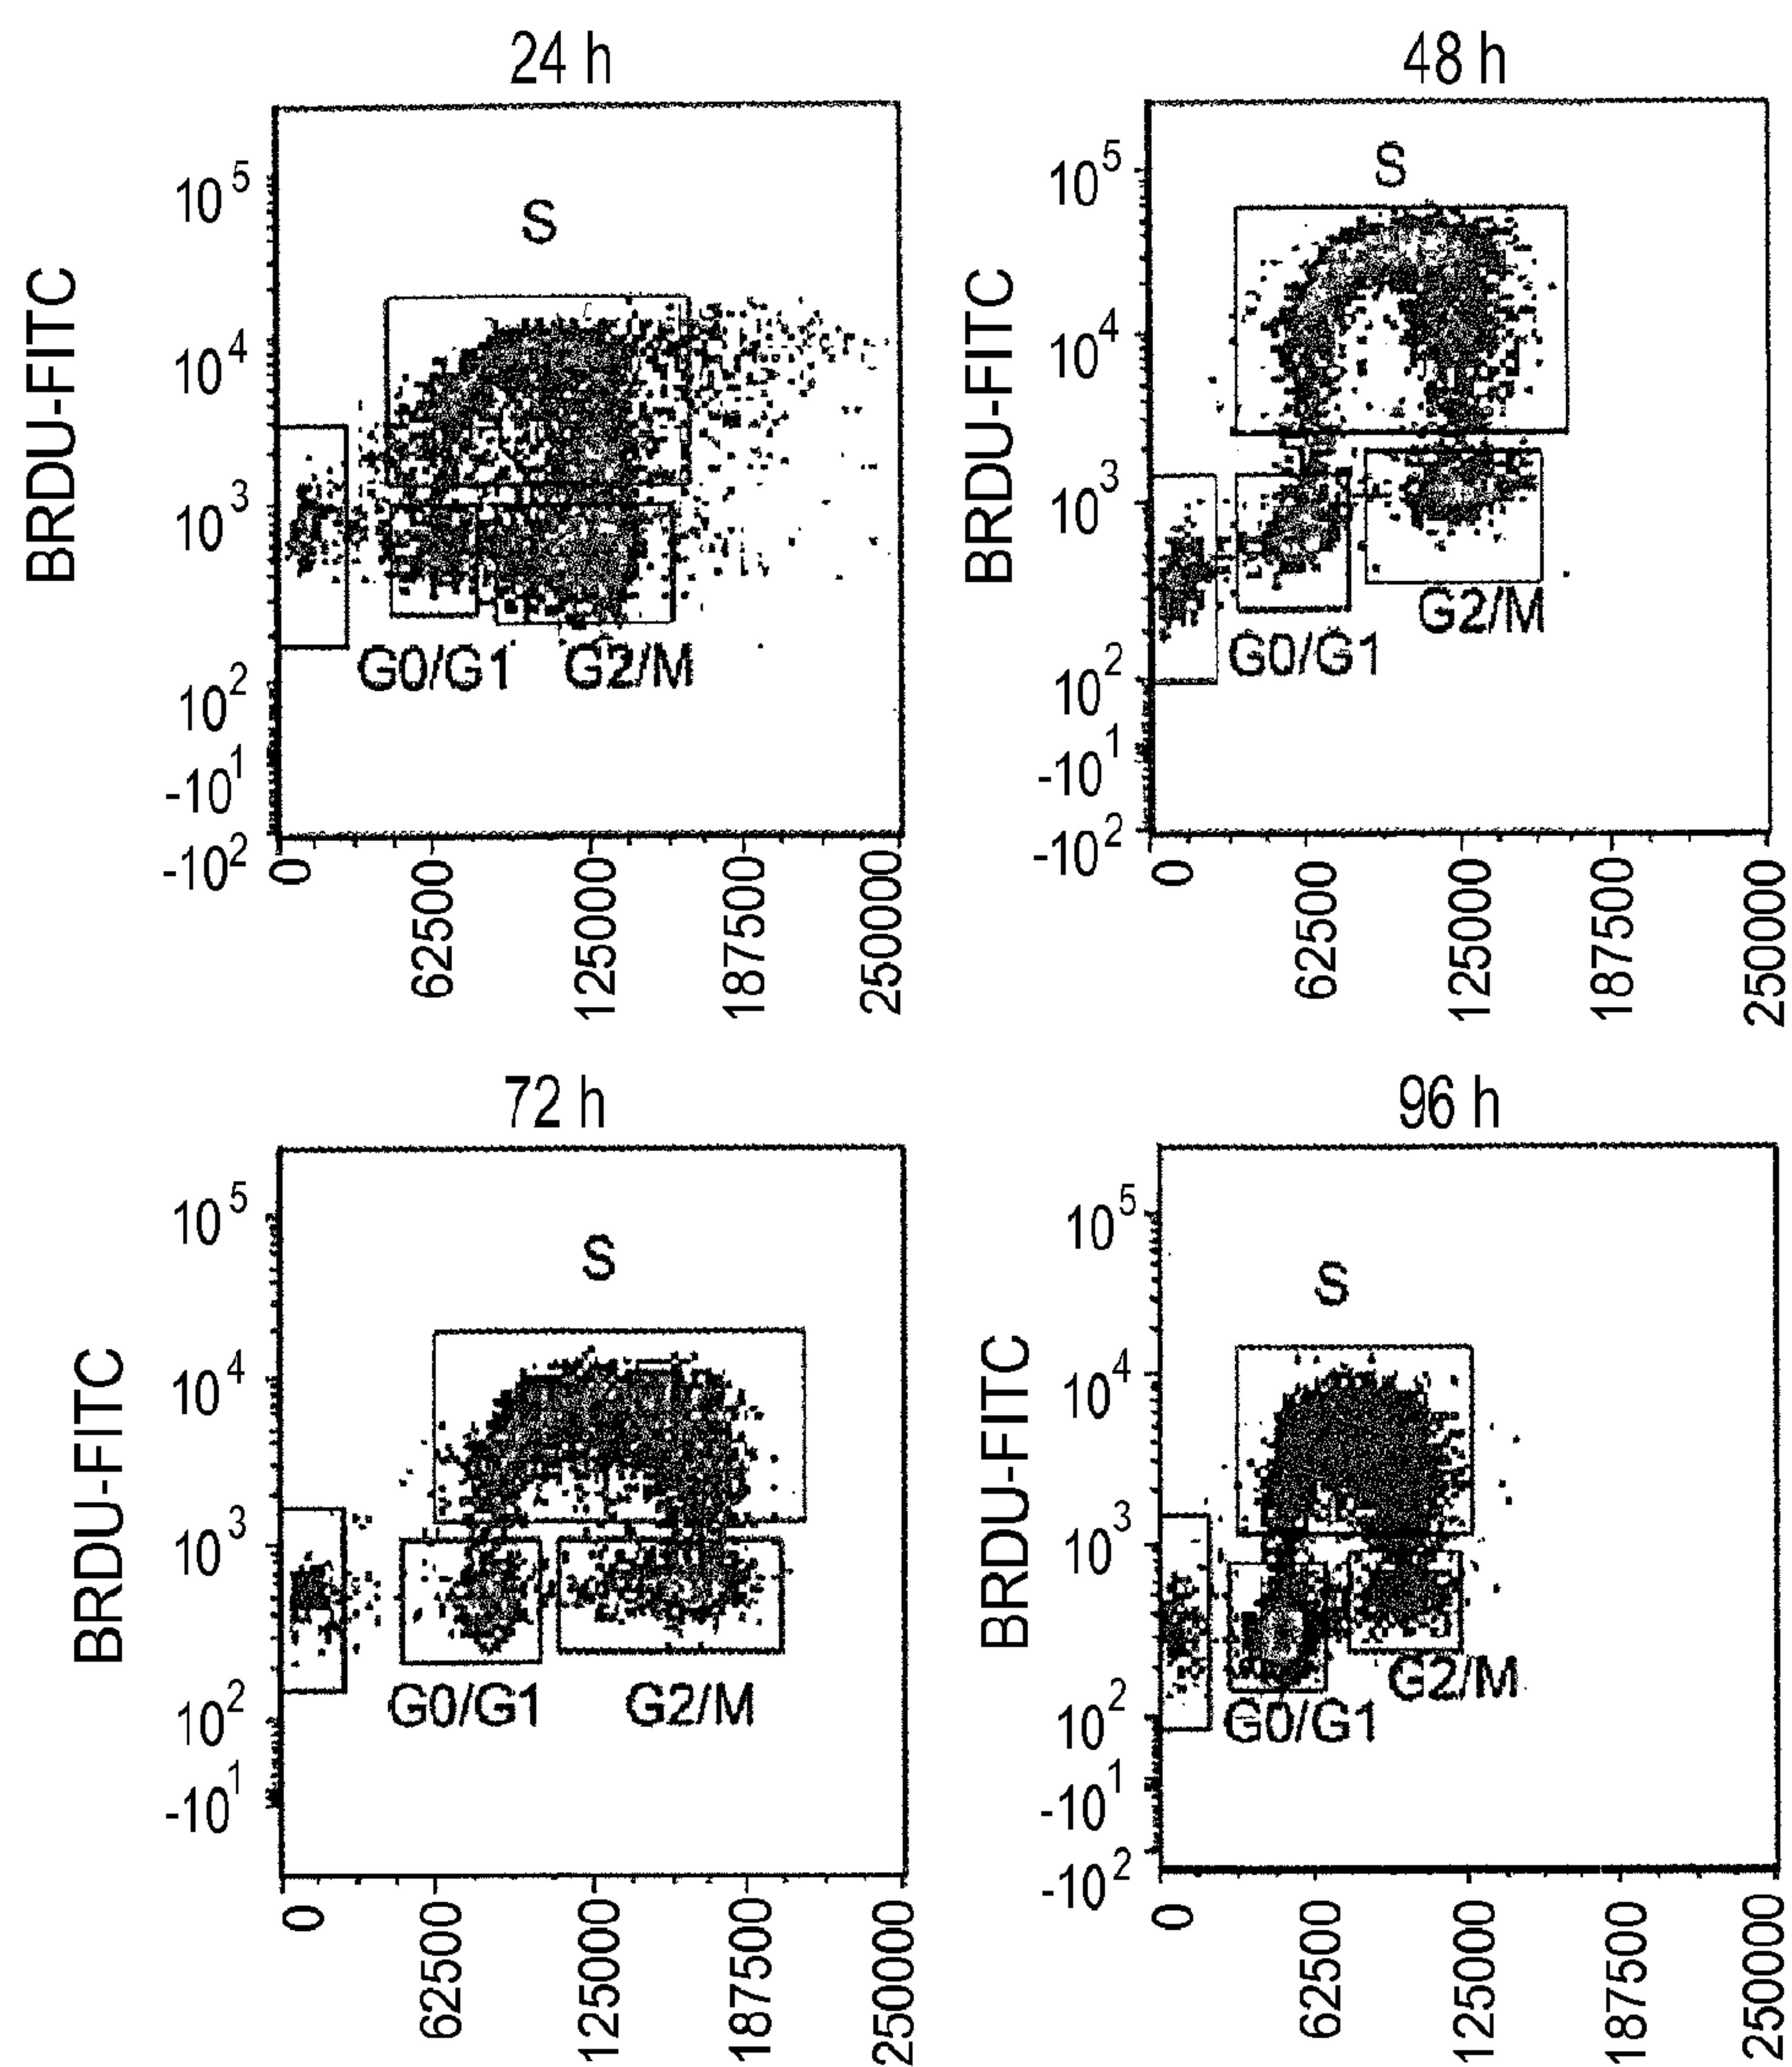 24 h
BRDU-FITC
10^5
10^4
10^3
10^2
-10^1
-10^2
S
G0/G1
G2/M
0
62500
125000
187500
250000
48 h
BRDU-FITC
10^5
10^4
10^3
10^2
-10^1
-10^2
S
G0/G1
G2/M
0
62500
125000
187500
250000
72 h
BRDU-FITC
10^5
10^4
10^3
10^2
-10^1
S
G0/G1
G2/M
0
62500
125000
187500
250000
96 h
BRDU-FITC
10^5
10^4
10^3
10^2
-10^1
-10^2
S
G0/G1
G2/M
0
62500
125000
187500
250000